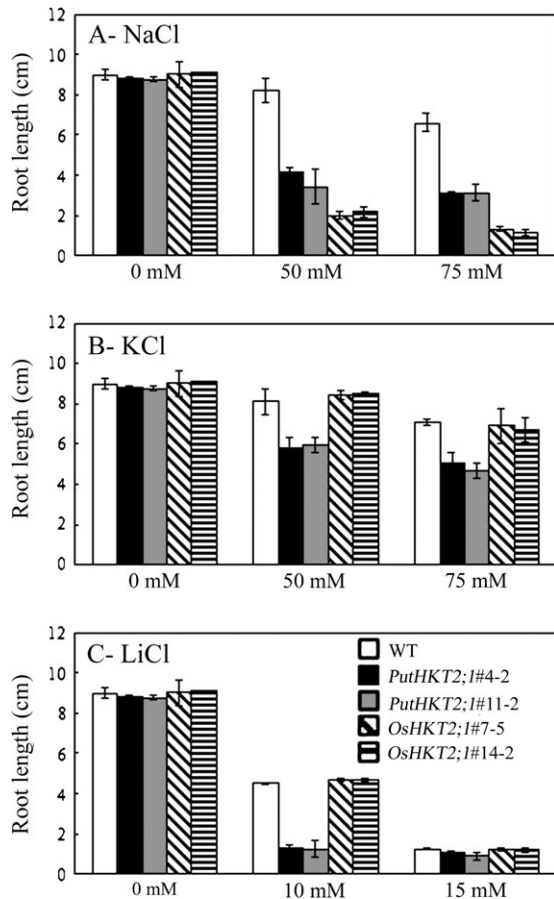 A- NaCl
Root length (cm)
12
10
8
6
4
2
0
0 mM 50 mM 75 mM
B- KCl
Root length (cm)
12
10
8
6
4
2
0
0 mM 50 mM 75 mM
C- LiCl
Root length (cm)
12
10
8
6
4
2
0
WT
PutHKT2;1#4-2
PutHKT2;1#11-2
OsHKT2;1#7-5
OsHKT2;1#14-2
0 mM 10 mM 15 mM